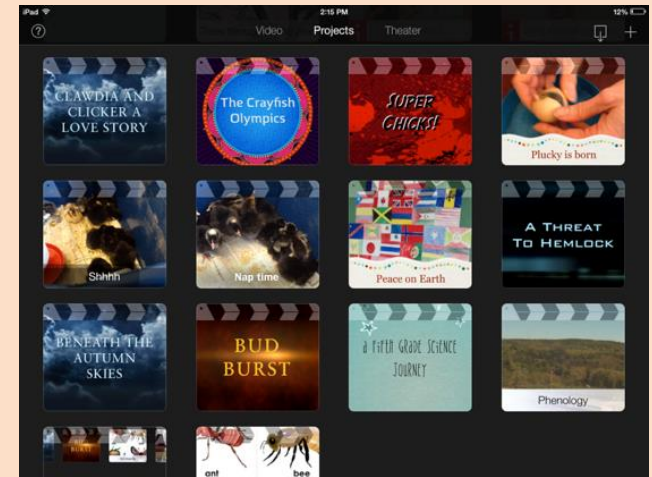 iPad 2:15 PM 12%
? Video Projects Theater +
CLAWDIA AND
CLICKER A
LOVE STORY
The Crayfish
Olympics
SUPER
CHICKS!
Plucky is born
Shhhh
Nap time
Peace on Earth
A THREAT
TO HEMLOCK
BENEATH THE
AUTUMN
SKIES
BUD
BURST
a FiFTH GRADE SCiENCE
JOURNEY
Phenology
BUD
BURST
ant bee